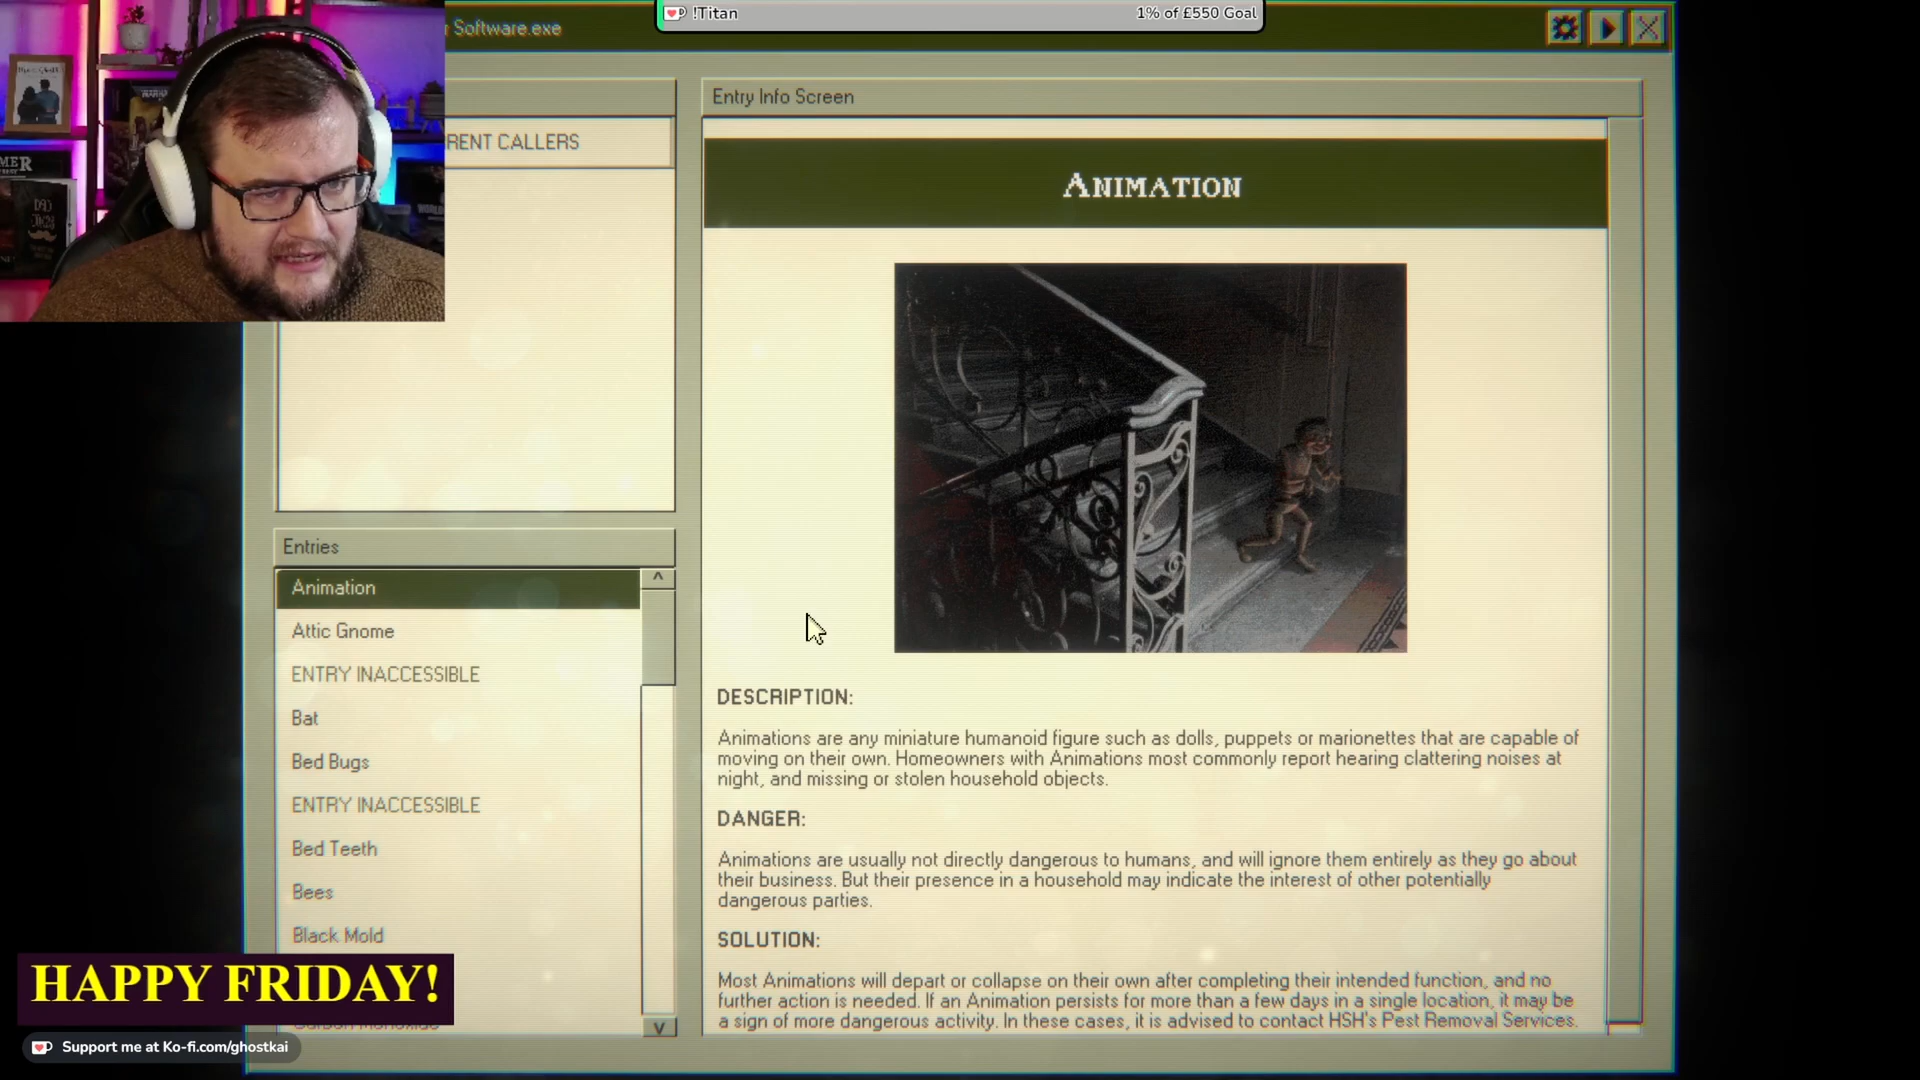 Software.exe
!Titan
1% of £550 Goal
RENT CALLERS
Entry Info Screen
ANIMATION
Entries
Animation
Attic Gnome
ENTRY INACCESSIBLE
Bat
Bed Bugs
ENTRY INACCESSIBLE
Bed Teeth
Bees
Black Mold
Carbon Monoxide
DESCRIPTION:
Animations are any miniature humanoid figure such as dolls, puppets or marionettes that are capable of
moving on their own. Homeowners with Animations most commonly report hearing clattering noises at
night, and missing or stolen household objects.
DANGER:
Animations are usually not directly dangerous to humans, and will ignore them entirely as they go about
their business. But their presence in a household may indicate the interest of other potentially
dangerous parties.
SOLUTION:
Most Animations will depart or collapse on their own after completing their intended function, and no
further action is needed. If an Animation persists for more than a few days in a single location, it may be
a sign of more dangerous activity. In these cases, it is advised to contact HSH's Pest Removal Services.
HAPPY FRIDAY!
Support me at Ko-fi.com/ghostkai